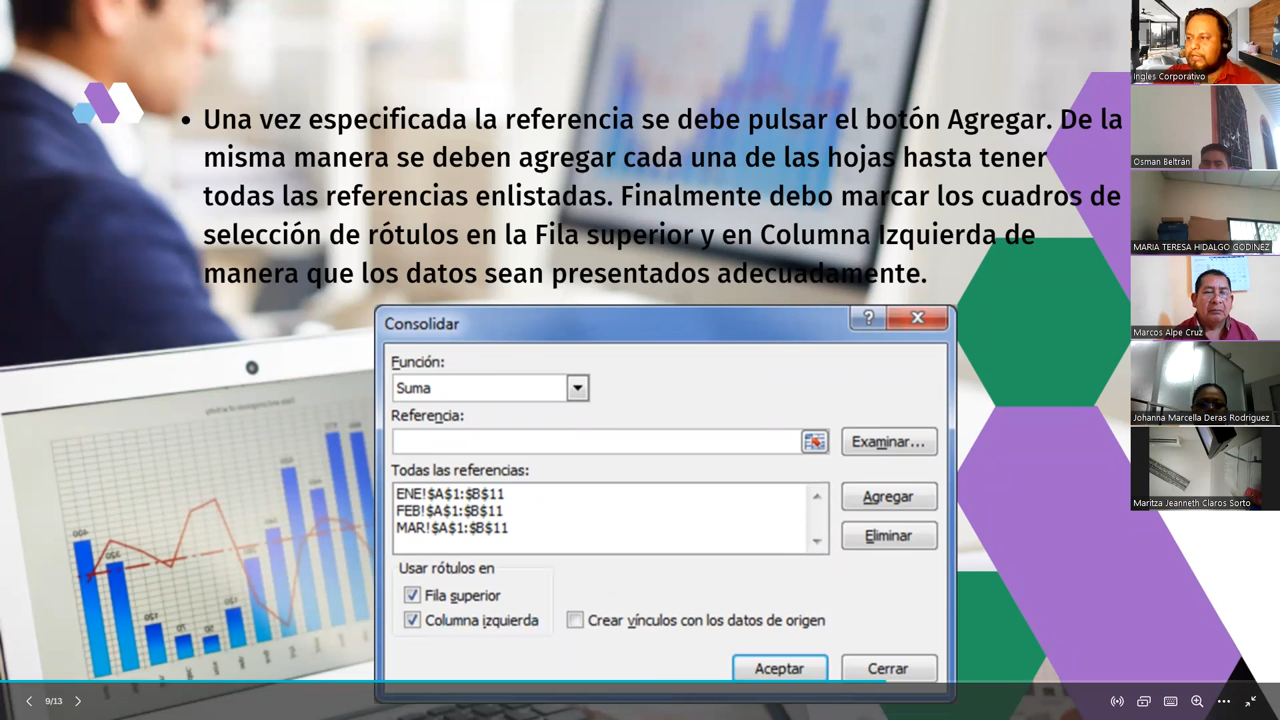 Una vez especificada la referencia se debe pulsar el botón Agregar. De la
misma manera se deben agregar cada una de las hojas hasta tener
todas las referencias enlistadas. Finalmente debo marcar los cuadros de
selección de rótulos en la Fila superior y en Columna Izquierda de
manera que los datos sean presentados adecuadamente.
Consolidar
Función:
Suma
Referencia:
Examinar...
Todas las referencias:
ENE!$A$1:$B$11
FEB!$A$1:$B$11
MAR!$A$1:$B$11
Agregar
Eliminar
Usar rótulos en
Fila superior
Columna izquierda
Crear vínculos con los datos de origen
Aceptar
Cerrar
9/13
Ingles Corporativo
Osman Beltrán
MARIA TERESA HIDALGO GODINEZ
Marcos Alpe Cruz
Johanna Marcella Deras Rodriguez
Maritza Jeanneth Claros Sorto